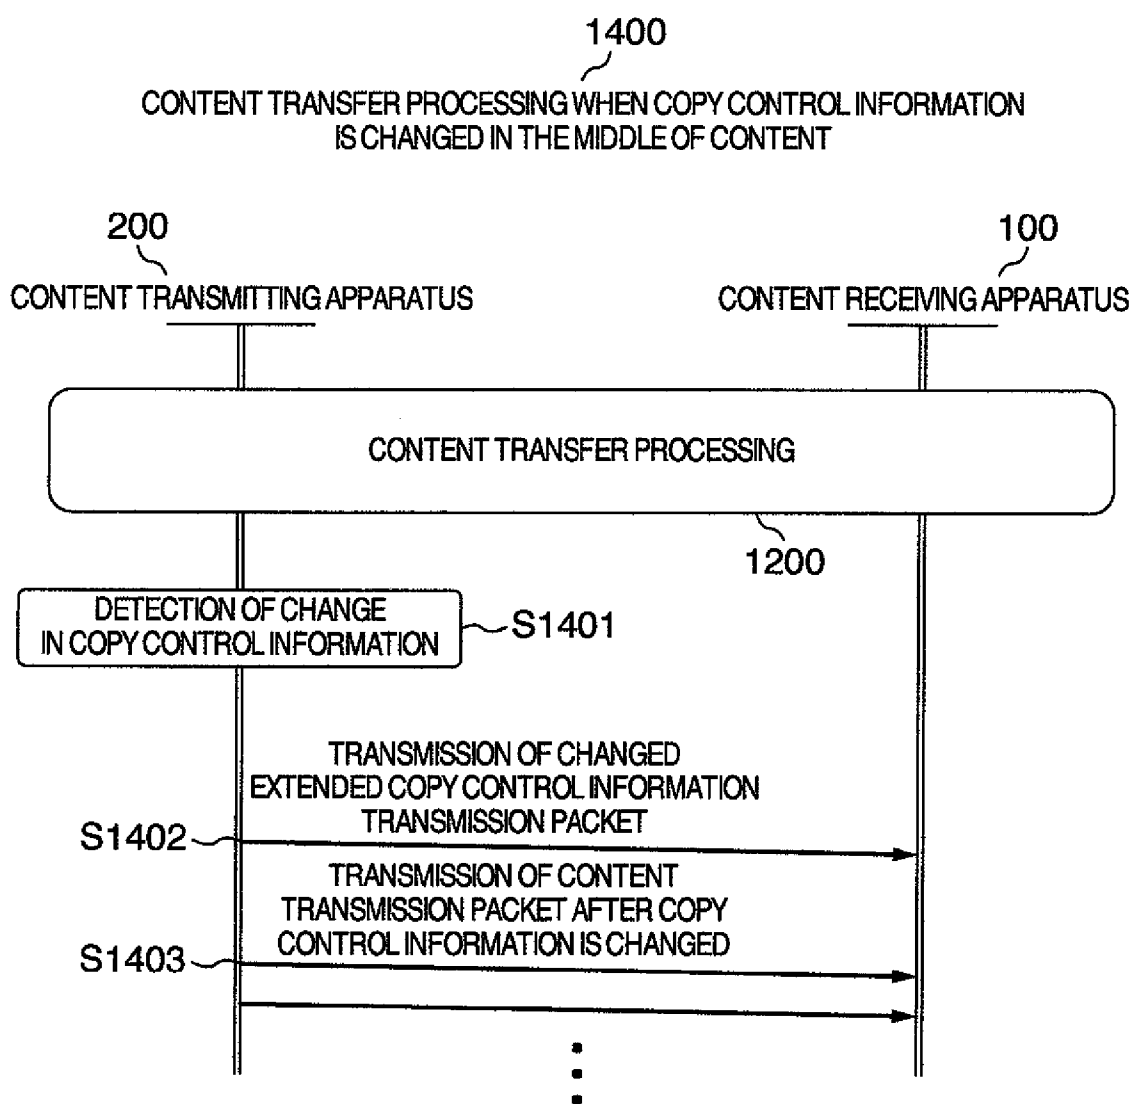 1400
CONTENT TRANSFER PROCESSING WHEN COPY CONTROL INFORMATION
IS CHANGED IN THE MIDDLE OF CONTENT
200
100
CONTENT TRANSMITTING APPARATUS
CONTENT RECEIVING APPARATUS
CONTENT TRANSFER PROCESSING
1200
DETECTION OF CHANGE
IN COPY CONTROL INFORMATION
S1401
TRANSMISSION OF CHANGED
EXTENDED COPY CONTROL INFORMATION
TRANSMISSION PACKET
S1402
TRANSMISSION OF CONTENT
TRANSMISSION PACKET AFTER COPY
CONTROL INFORMATION IS CHANGED
S1403